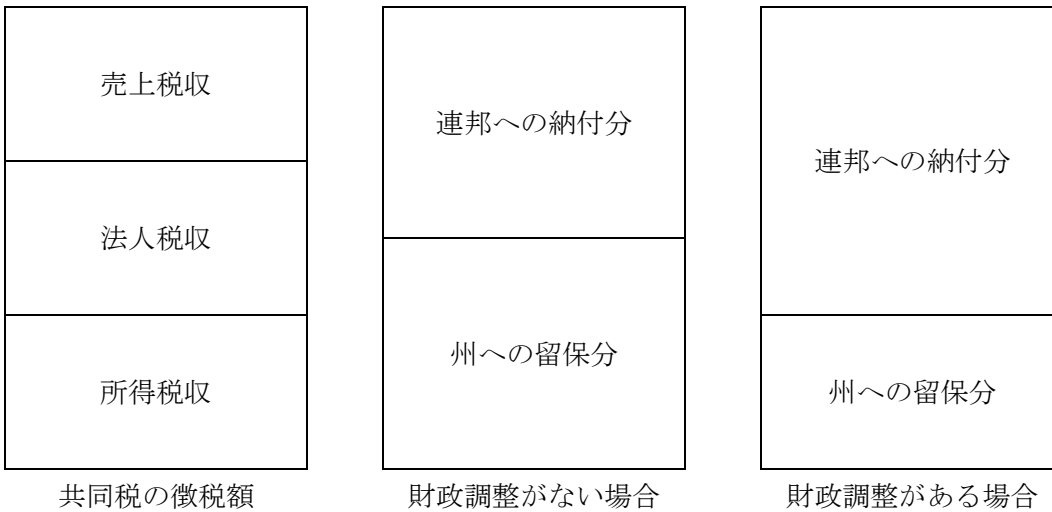 売上税収
法人税収
所得税収
共同税の徴税額
連邦への納付分
州への留保分
財政調整がない場合
連邦への納付分
州への留保分
財政調整がある場合